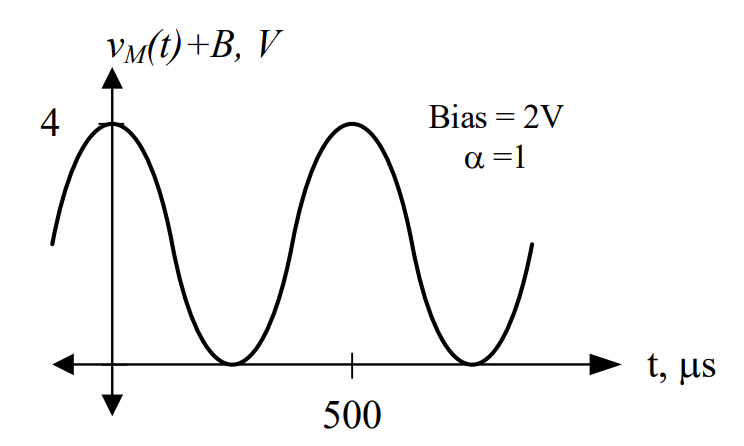 v_M(t)+B, V
4
Bias = 2V
α =1
t, μs
500